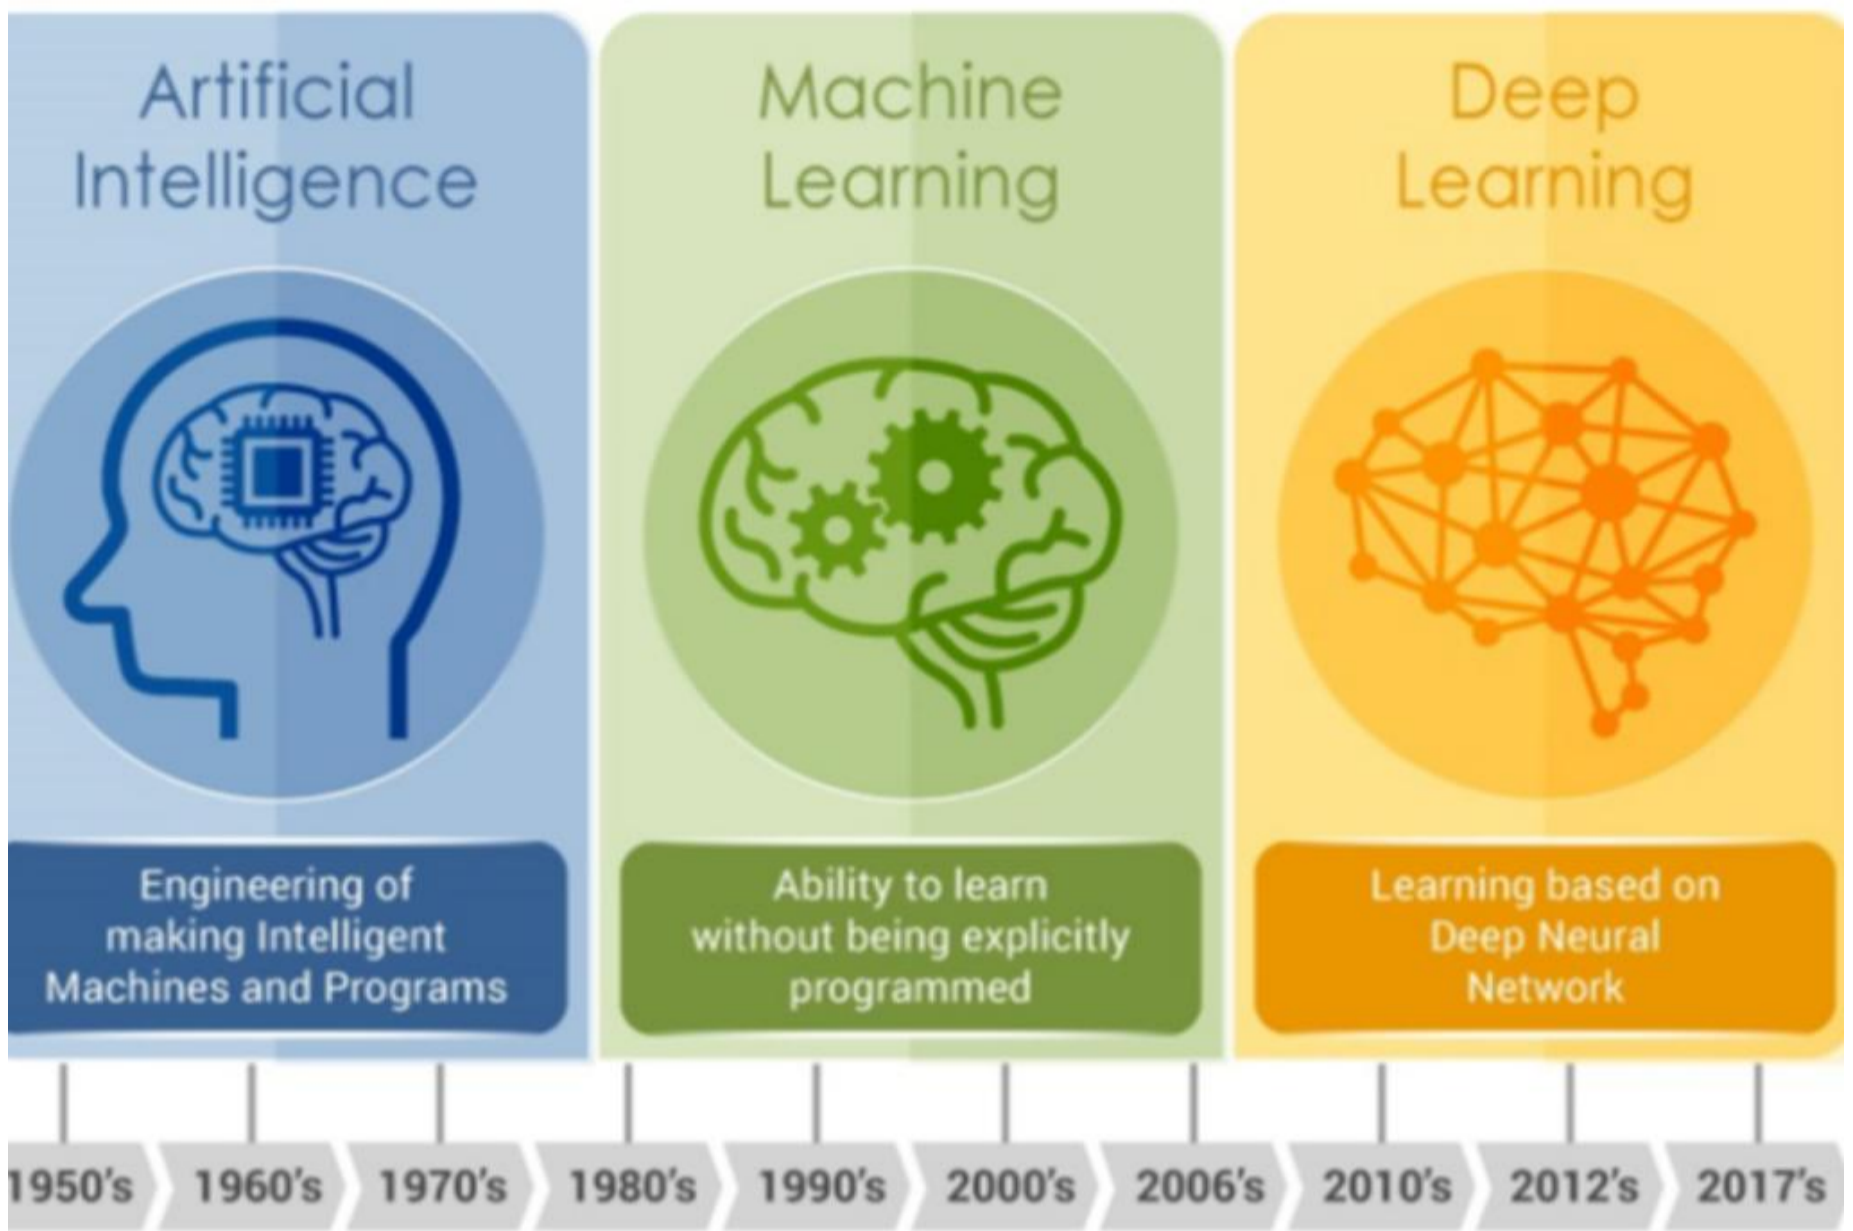 Artificial
Intelligence
Machine
Learning
Deep
Learning
Engineering of
making Intelligent
Machines and Programs
Ability to learn
without being explicitly
programmed
Learning based on
Deep Neural
Network
1950's
1960's
1970's
1980's
1990's
2000's
2006's
2010's
2012's
2017's